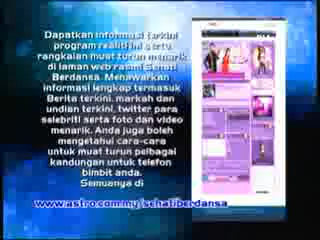 Dapatkan informasi terkini
program realiti ini serta
rangkaian muat turun menarik
di laman web rasmi Sehati
Berdansa. Menawarkan
informasi lengkap termasuk
Berita terkini, markah dan
undian terkini, twitter para
selebriti serta foto dan video
menarik. Anda juga boleh
mengetahui cara-cara
untuk muat turun pelbagai
kandungan untuk telefon
bimbit anda.
Semuanya di
www.astro.com.my/sehatiberdansa